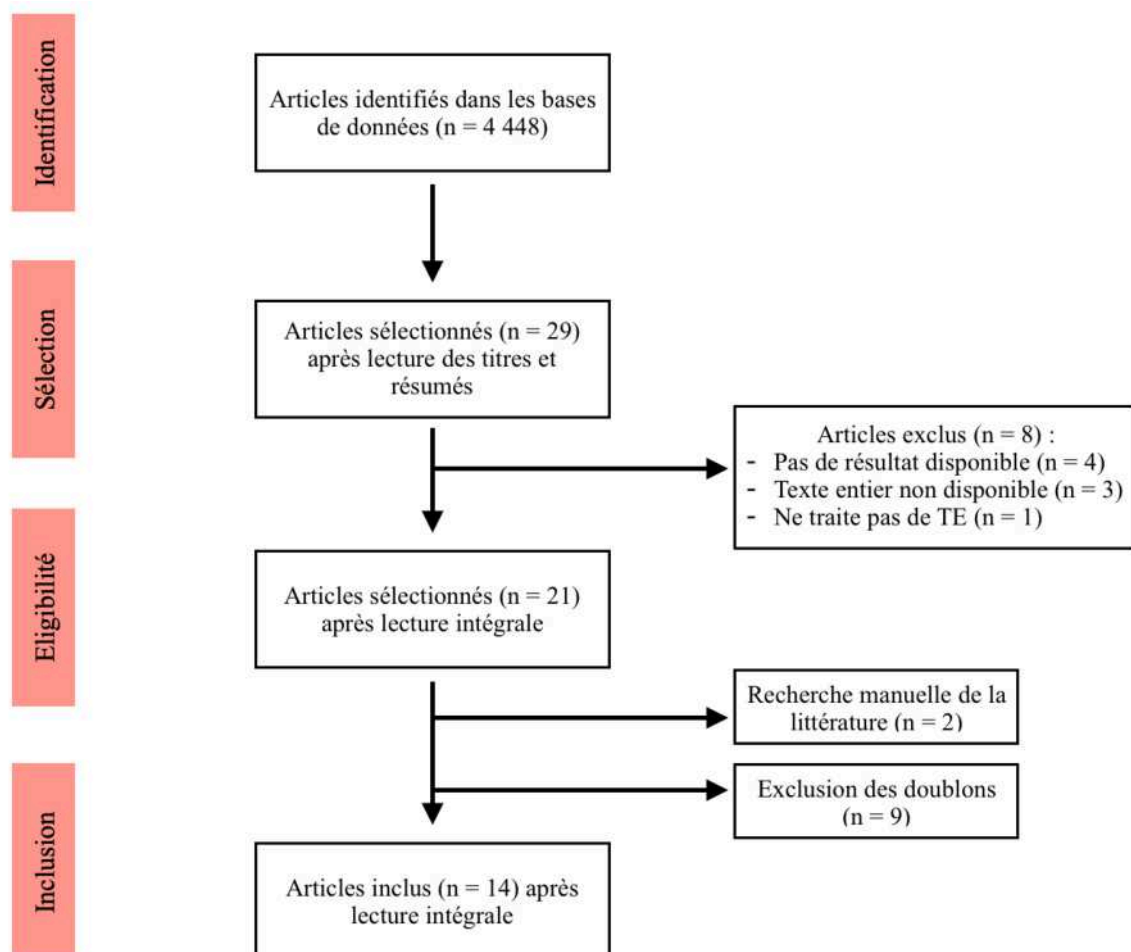 Identification
Articles identifiés dans les bases
de données (n = 4 448)
Sélection
Articles sélectionnés (n = 29)
après lecture des titres et
résumés
Articles exclus (n = 8) :
- Pas de résultat disponible (n = 4)
- Texte entier non disponible (n = 3)
- Ne traite pas de TE (n = 1)
Eligibilité
Articles sélectionnés (n = 21)
après lecture intégrale
Recherche manuelle de la
littérature (n = 2)
Exclusion des doublons
(n = 9)
Inclusion
Articles inclus (n = 14) après
lecture intégrale